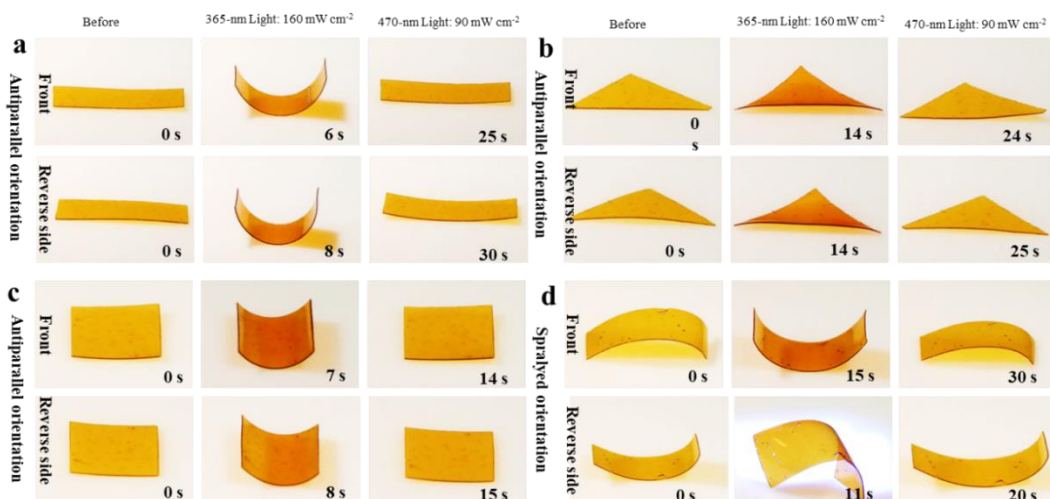 Before
365-nm Light: 160 mW cm-2
470-nm Light: 90 mW cm-2
Before
365-nm Light: 160 mW cm-2
470-nm Light: 90 mW cm-2
a
Antiparallel orientation
Front
0 s
6 s
25 s
Reverse side
0 s
8 s
30 s
b
Antiparallel orientation
Front
0
s
14 s
24 s
Reverse side
0 s
14 s
25 s
c
Antiparallel orientation
Front
0 s
7 s
14 s
Reverse side
0 s
8 s
15 s
d
Spralyed orientation
Front
0 s
15 s
30 s
Reverse side
0 s
11 s
20 s